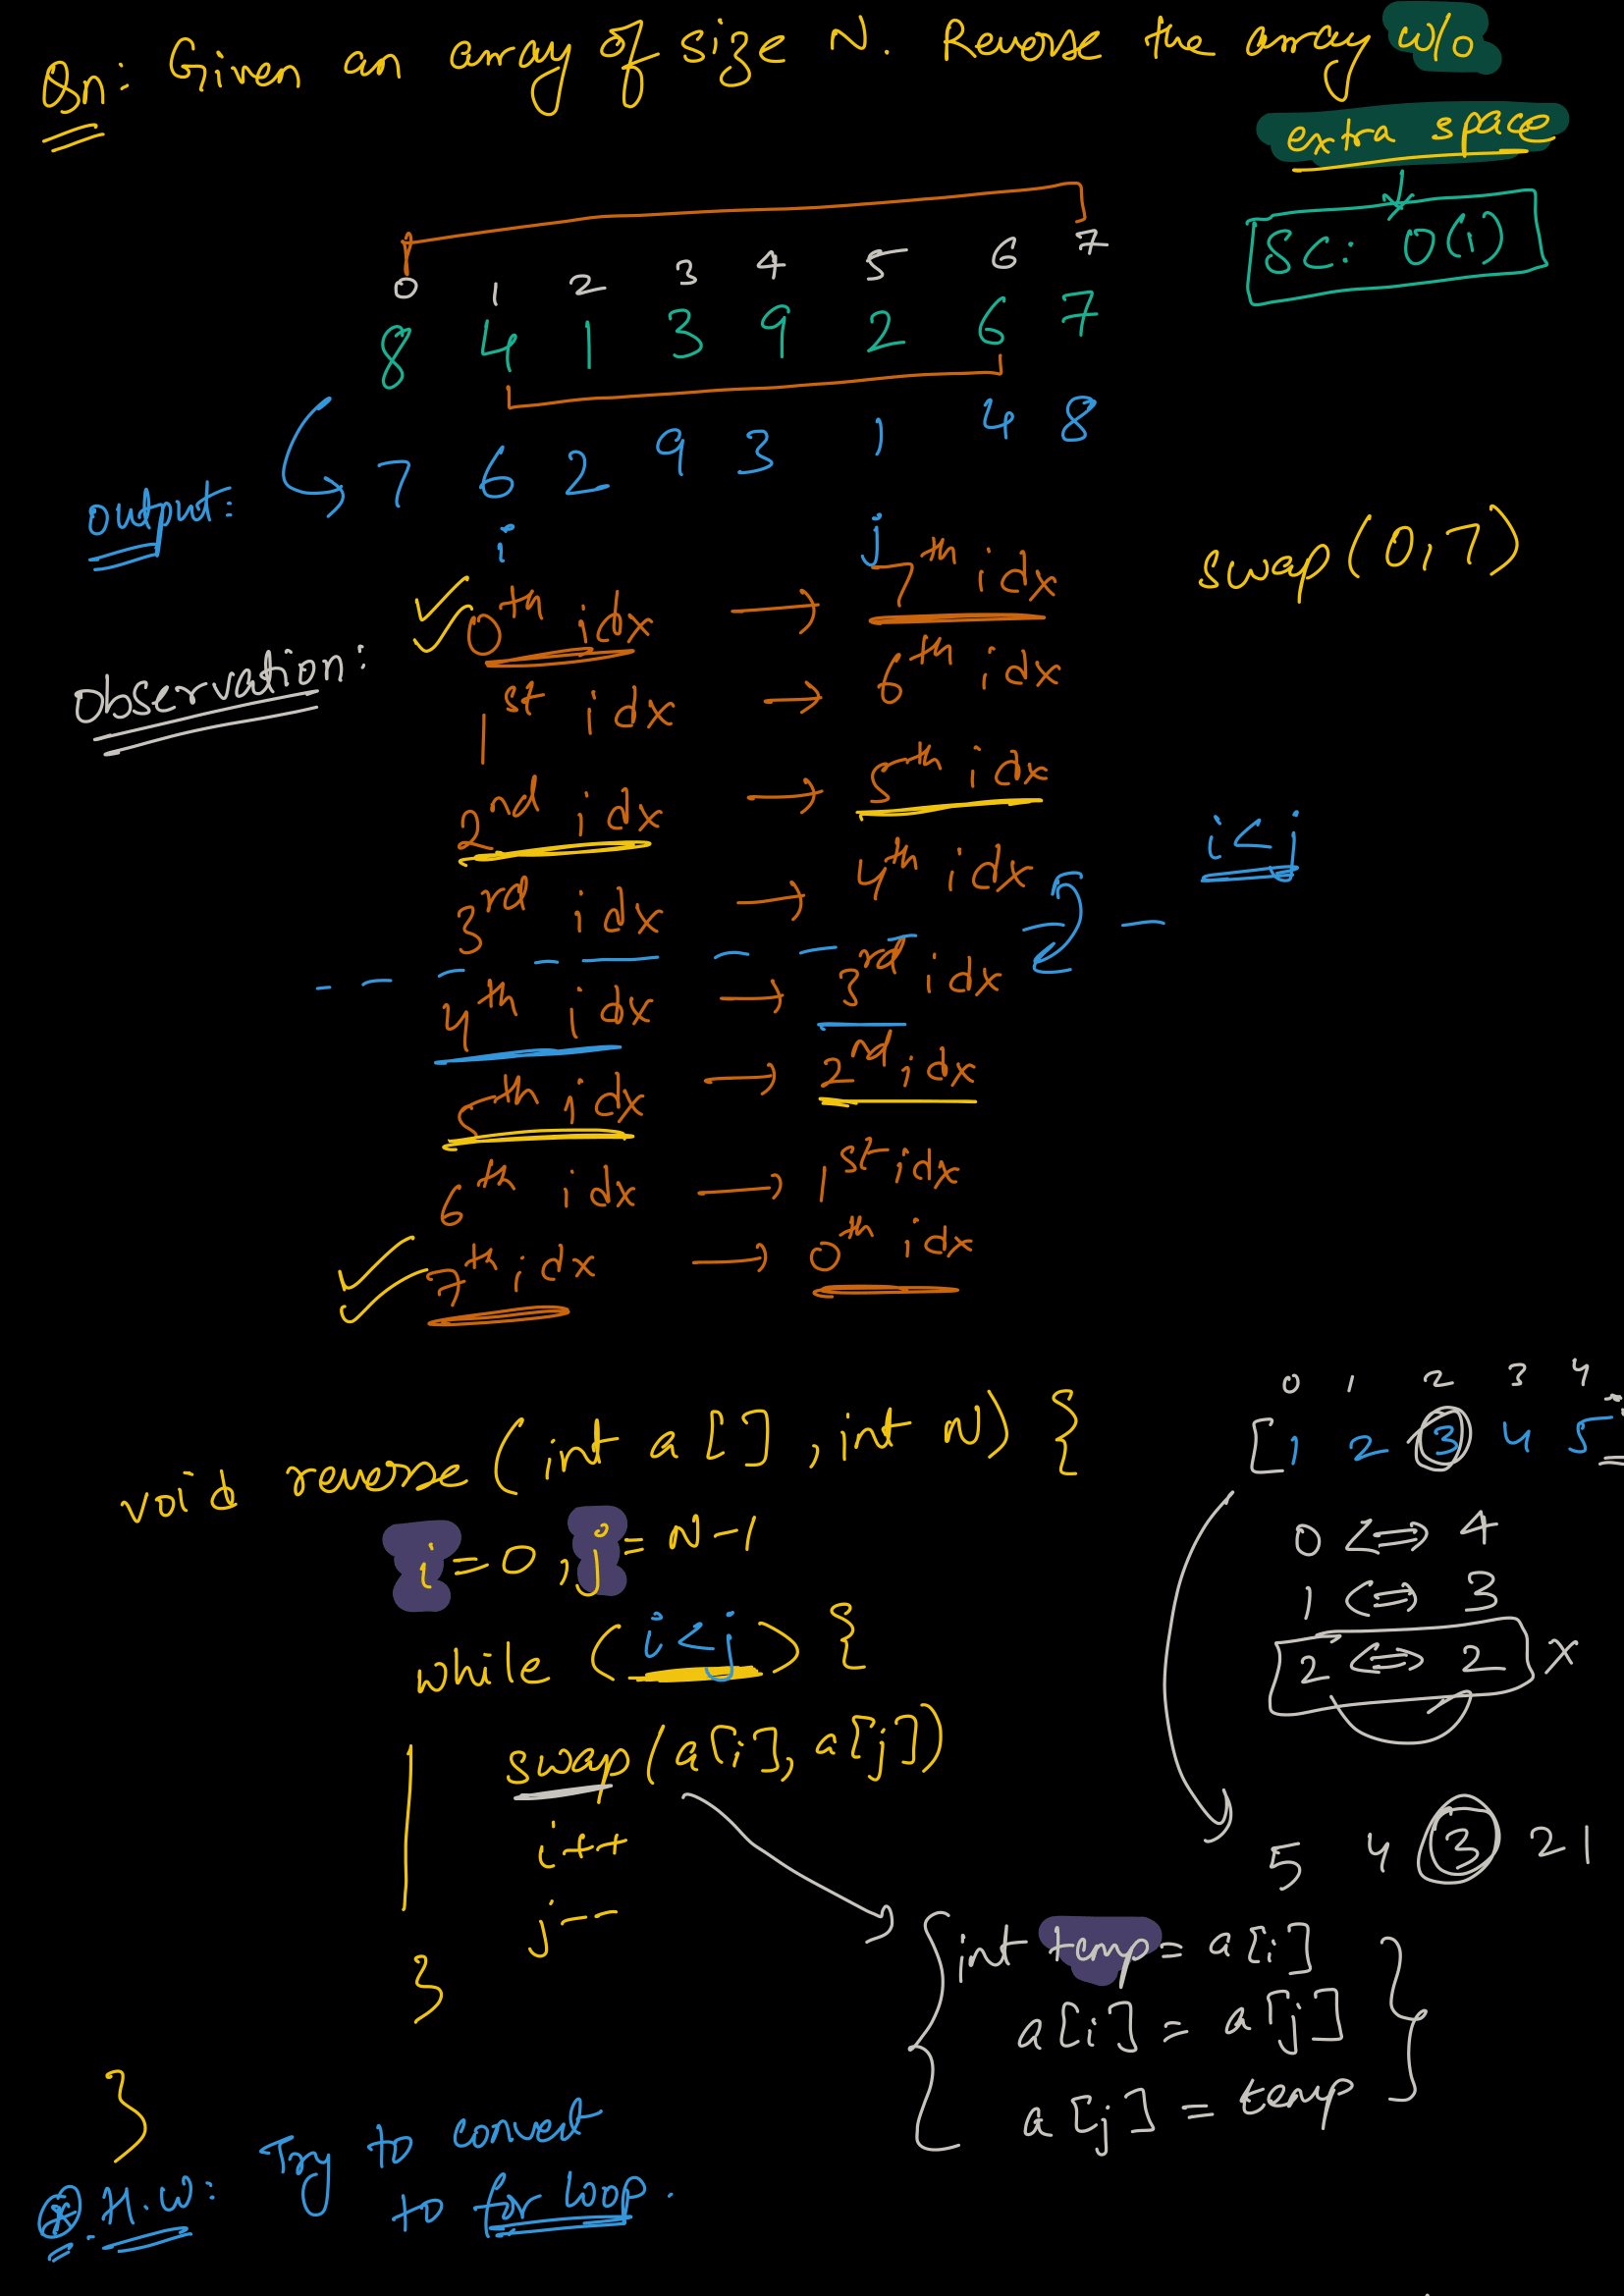 Qn: Given an array of size N. Reverse the array w/o
extra space
SC: O(1)
0 1 2 3 4 5 6 7
8 4 1 3 9 2 6 7
output: 7 6 2 9 3 1 4 8
i j
swap(0,7)
Observation: 0th idx → 7th idx
1st idx → 6th idx
2nd idx → 5th idx
i<j
3rd idx → 4th idx
4th idx → 3rd idx
5th idx → 2nd idx
6th idx → 1st idx
7th idx → 0th idx
void reverse(int a[], int N) {
i=0, j=N-1
while (i<j) {
swap(a[i], a[j])
i++
j--
}
}
0 1 2 3 4
[1 2 3 4 5]
0 <=> 4
1 <=> 3
2 <=> 2 X
5 4 3 2 1
{int temp = a[i]
a[i] = a[j]
a[j] = temp}
*. H.W: Try to convert
to for loop.